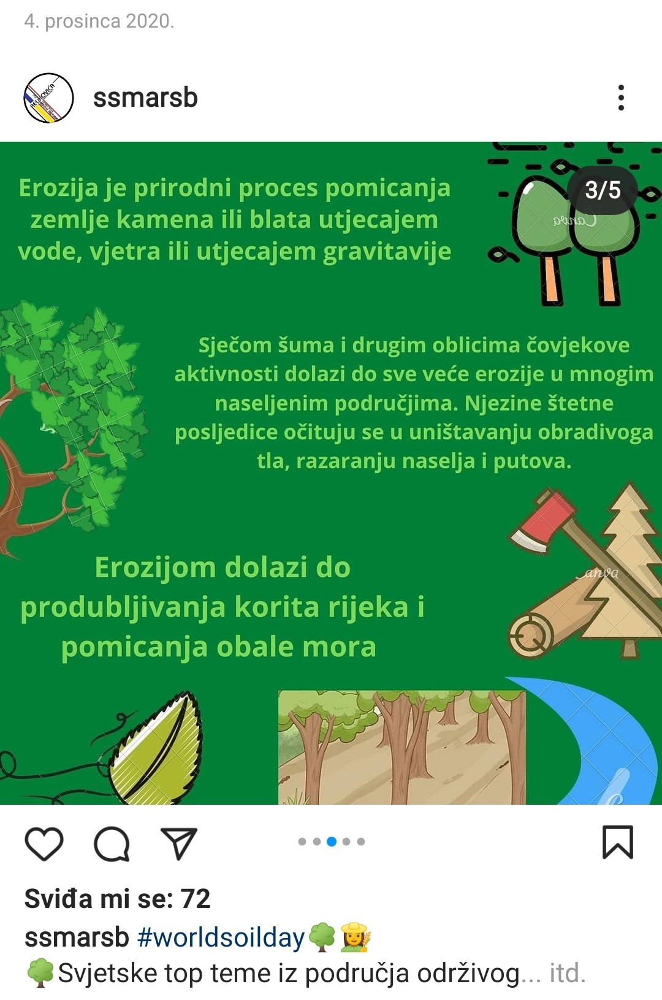 4. prosinca 2020.
RELJKOVIĆA
ssmarsb
Erozija je prirodni proces pomicanja
zemlje kamena ili blata utjecajem
vode, vjetra ili utjecajem gravitavije
3/5
Canva
Sječom šuma i drugim oblicima čovjekove
aktivnosti dolazi do sve veće erozije u mnogim
naseljenim područjima. Njezine štetne
posljedice očituju se u uništavanju obradivoga
tla, razaranju naselja i putova.
anva
Erozijom dolazi do
produbljivanja korita rijeka i
pomicanja obale mora
Sviđa mi se: 72
ssmarsb #worldsoilday🌳👩‍🌾
🌳Svjetske top teme iz područja održivog... itd.